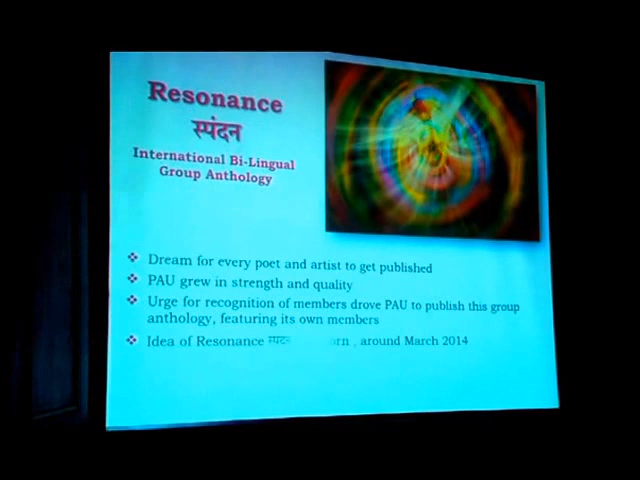 Resonance
स्पंदन
International Bi-Lingual
Group Anthology
Dream for every poet and artist to get published
PAU grew in strength and quality
Urge for recognition of members drove PAU to publish this group
anthology, featuring its own members
Idea of Resonance , around March 2014